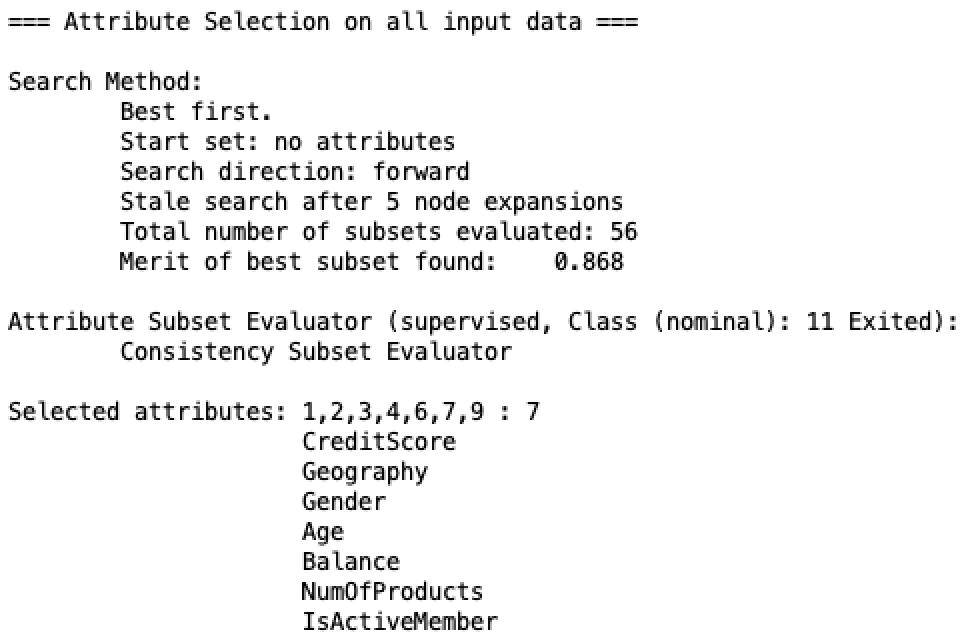 === Attribute Selection on all input data ===
Search Method:
Best first.
Start set: no attributes
Search direction: forward
Stale search after 5 node expansions
Total number of subsets evaluated: 56
Merit of best subset found: 0.868
Attribute Subset Evaluator (supervised, Class (nominal): 11 Exited):
Consistency Subset Evaluator
Selected attributes: 1,2,3,4,6,7,9 : 7
CreditScore
Geography
Gender
Age
Balance
NumOfProducts
IsActiveMember